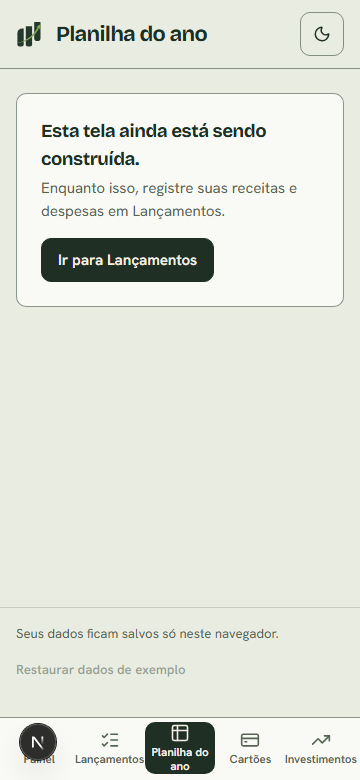 Planilha do ano
Esta tela ainda está sendo
construída.
Enquanto isso, registre suas receitas e
despesas em Lançamentos.
Ir para Lançamentos
Seus dados ficam salvos só neste navegador.
Restaurar dados de exemplo
N
Painel
Lançamentos
Planilha do
ano
Cartões
Investimentos